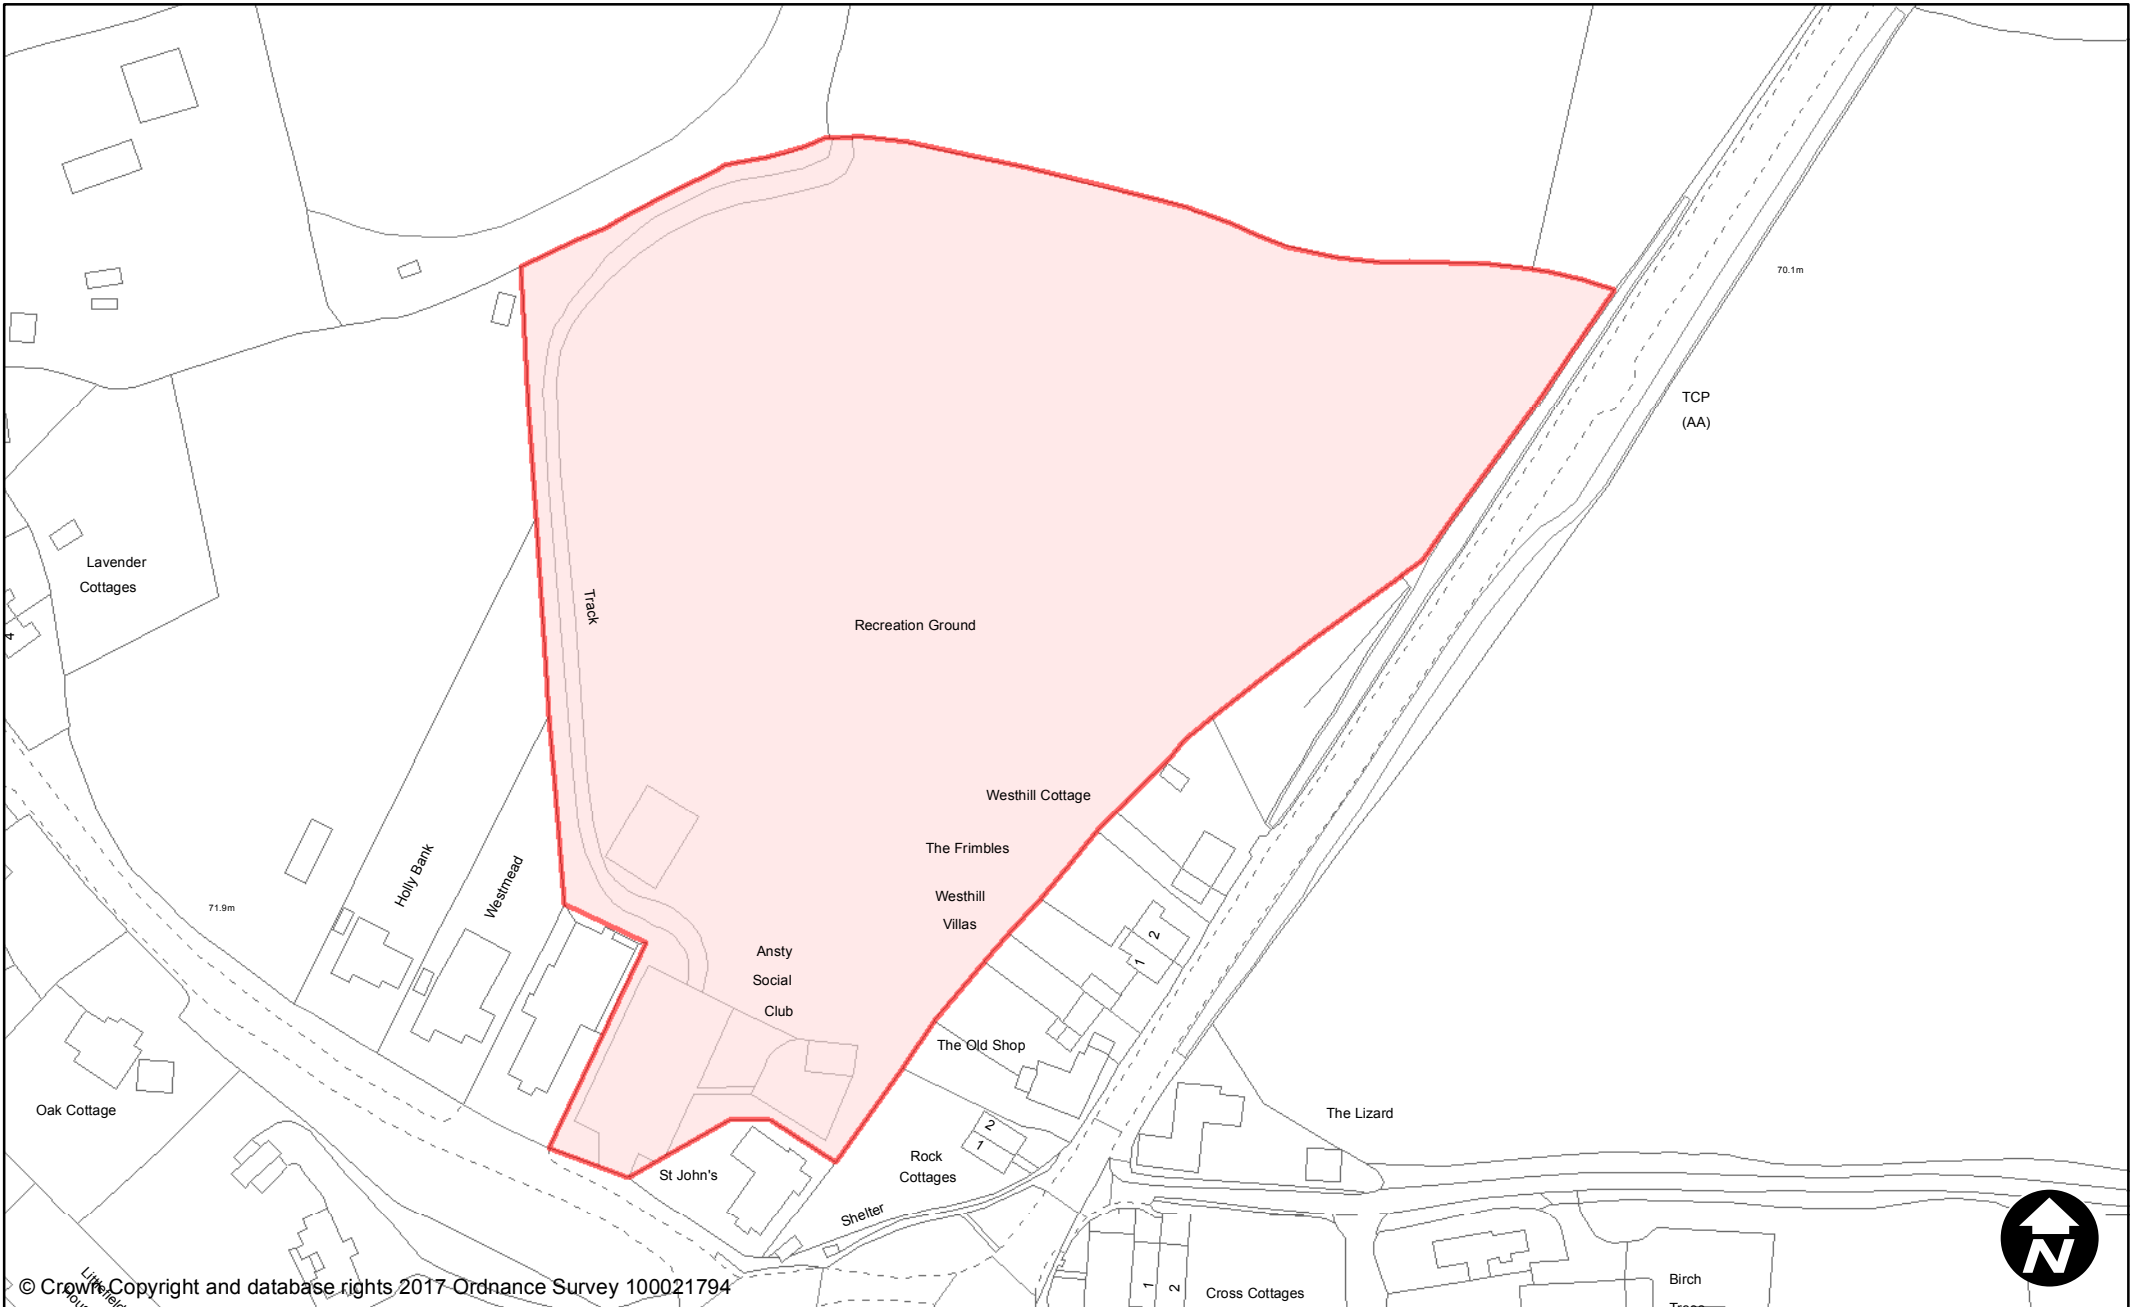 70.1m
TCP
(AA)
Lavender
Cottages
4
Track
Recreation Ground
Westhill Cottage
The Frimbles
Westhill
Villas
Holly Bank
Westmead
71.9m
2
1
Ansty
Social
Club
The Old Shop
Oak Cottage
The Lizard
2
1
Rock
Cottages
St John's
Shelter
N
Littlefield
© Crown Copyright and database rights 2017 Ordnance Survey 100021794
1
2
Cross Cottages
Birch